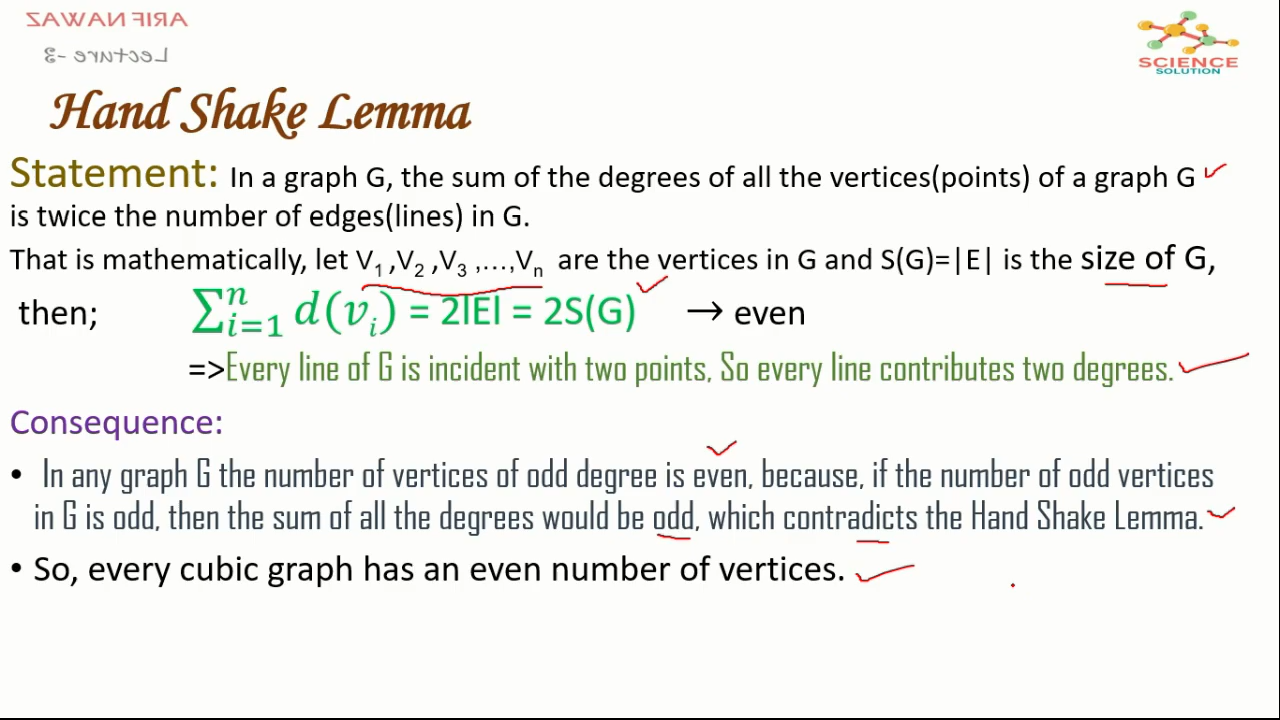 ARIF NAWAZ
Lecture -3
SCIENCE
SOLUTION
Hand Shake Lemma
Statement: In a graph G, the sum of the degrees of all the vertices(points) of a graph G
is twice the number of edges(lines) in G.
That is mathematically, let V₁ ,V₂ ,V₃ ,…,Vₙ are the vertices in G and S(G)=|E| is the size of G,
then; ∑ⁿᵢ₌₁ d(vᵢ) = 2lEl = 2S(G) → even
=>Every line of G is incident with two points, So every line contributes two degrees.
Consequence:
• In any graph G the number of vertices of odd degree is even, because, if the number of odd vertices
in G is odd, then the sum of all the degrees would be odd, which contradicts the Hand Shake Lemma.
• So, every cubic graph has an even number of vertices.